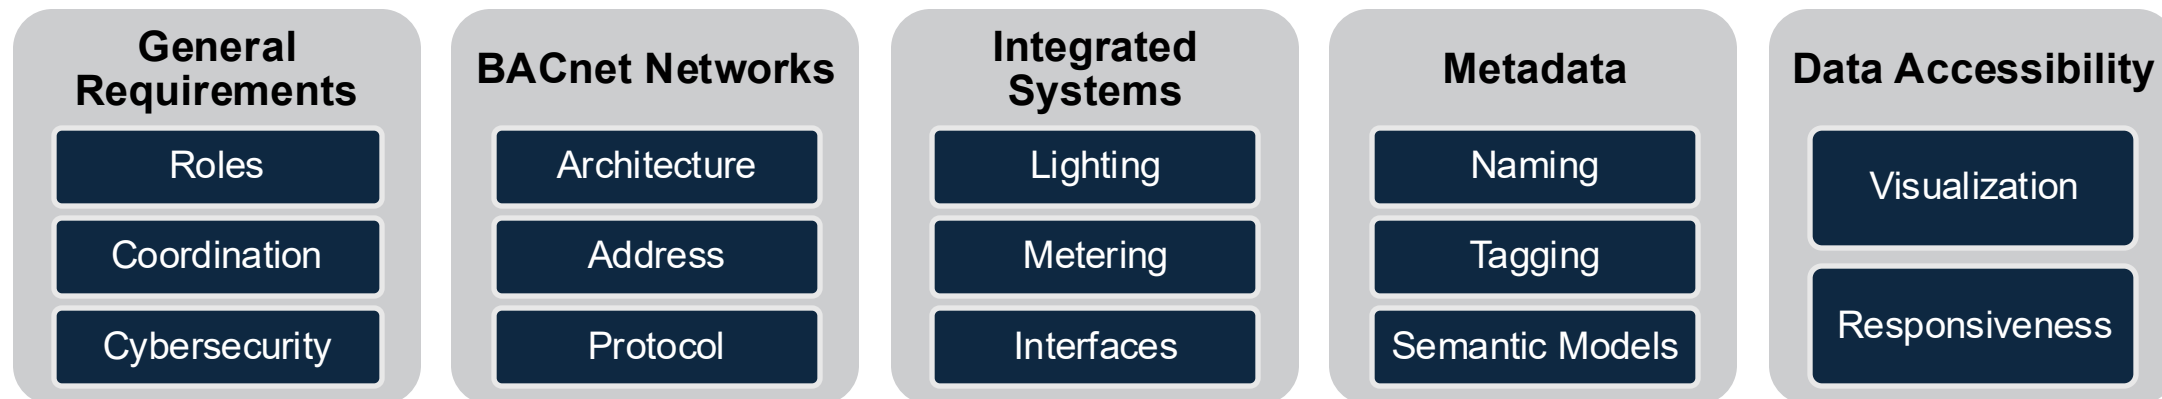 General
Requirements
Roles
Coordination
Cybersecurity
BACnet Networks
Architecture
Address
Protocol
Integrated
Systems
Lighting
Metering
Interfaces
Metadata
Naming
Tagging
Semantic Models
Data Accessibility
Visualization
Responsiveness